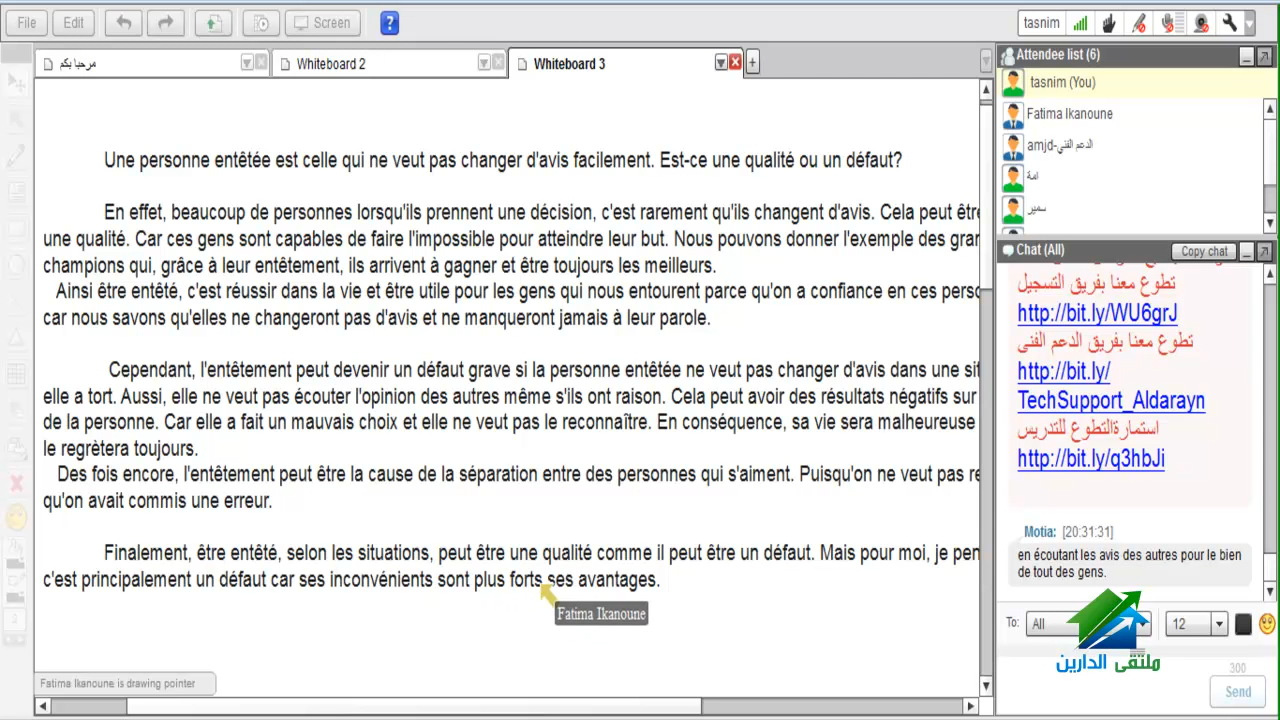 File Edit Screen ? tasnim
مرحبا بكم
Whiteboard 2
Whiteboard 3
Une personne entêtée est celle qui ne veut pas changer d'avis facilement. Est-ce une qualité ou un défaut?
En effet, beaucoup de personnes lorsqu'ils prennent une décision, c'est rarement qu'ils changent d'avis. Cela peut êtr
une qualité. Car ces gens sont capables de faire l'impossible pour atteindre leur but. Nous pouvons donner l'exemple des gra
champions qui, grâce à leur entêtement, ils arrivent à gagner et être toujours les meilleurs.
Ainsi être entêté, c'est réussir dans la vie et être utile pour les gens qui nous entourent parce qu'on a confiance en ces pers
car nous savons qu'elles ne changeront pas d'avis et ne manqueront jamais à leur parole.
Cependant, l'entêtement peut devenir un défaut grave si la personne entêtée ne veut pas changer d'avis dans une sit
elle a tort. Aussi, elle ne veut pas écouter l'opinion des autres même s'ils ont raison. Cela peut avoir des résultats négatifs sur
de la personne. Car elle a fait un mauvais choix et elle ne veut pas le reconnaître. En conséquence, sa vie sera malheureuse
le regrètera toujours.
Des fois encore, l'entêtement peut être la cause de la séparation entre des personnes qui s'aiment. Puisqu'on ne veut pas re
qu'on avait commis une erreur.
Finalement, être entêté, selon les situations, peut être une qualité comme il peut être un défaut. Mais pour moi, je pen
c'est principalement un défaut car ses inconvénients sont plus forts ses avantages.
Fatima Ikanoune
Fatima Ikanoune is drawing pointer
Attendee list (6)
tasnim (You)
Fatima Ikanoune
amjd-الدعم الفني
امة
سمير
Chat (All) Copy chat
تطوع معنا بفريق التسجيل
http://bit.ly/WU6grJ
تطوع معنا بفريق الدعم الفنى
http://bit.ly/
TechSupport_Aldarayn
استمارةالتطوع للتدريس
http://bit.ly/q3hbJi
Motia: [20:31:31]
en écoutant les avis des autres pour le bien
de tout des gens.
To: All 12
ملتقى الدارين
300
Send